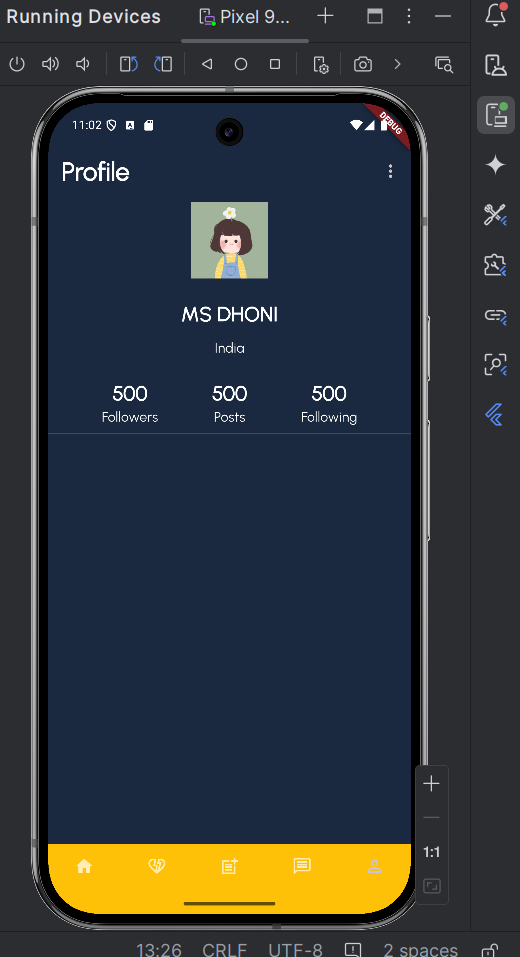 Running Devices
Pixel 9...
11:02
A
DEBUG
Profile
MS DHONI
India
500 500 500
Followers Posts Following
1:1
13:26 CRLF UTF-8 2 spaces